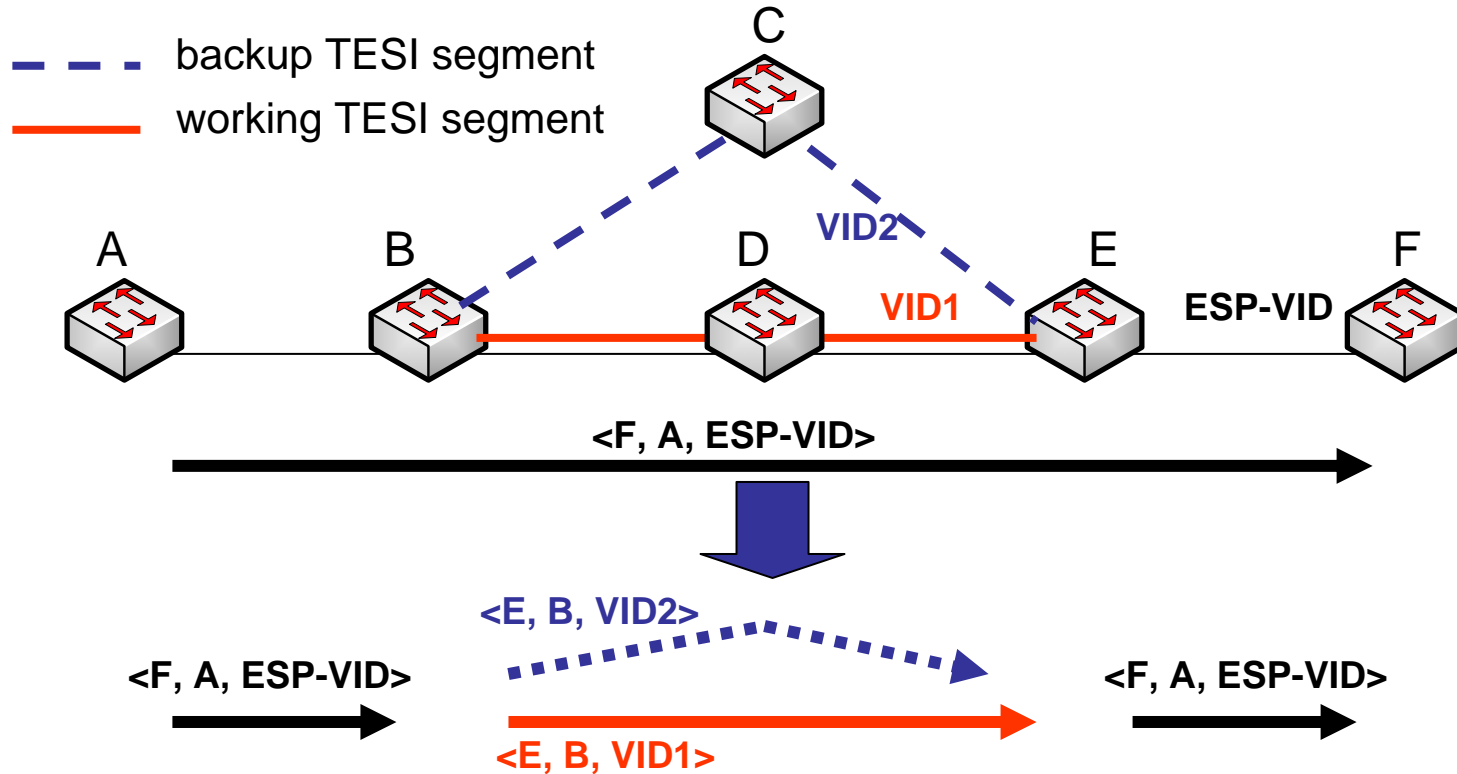 C
backup TESI segment
working TESI segment
VID2
A
B
D
E
F
VID1
ESP-VID
<F, A, ESP-VID>
<E, B, VID2>
<F, A, ESP-VID>
<F, A, ESP-VID>
<E, B, VID1>